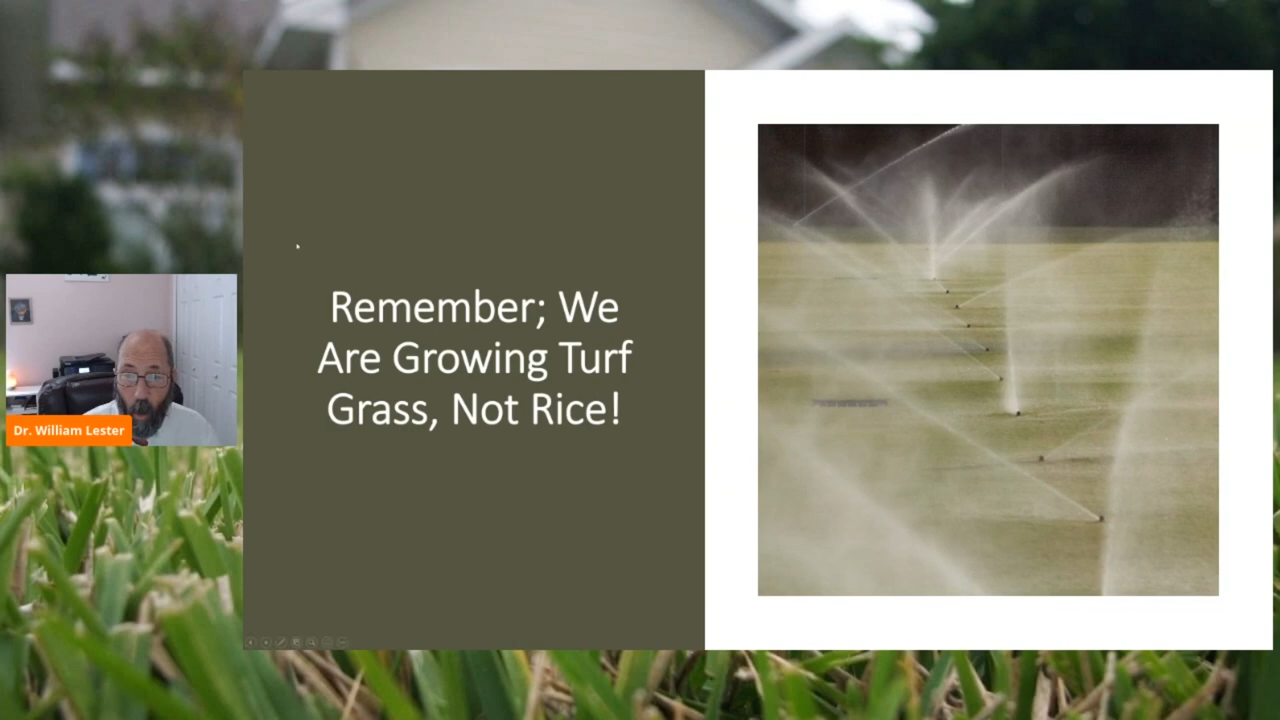 Remember; We
Are Growing Turf
Grass, Not Rice!
Dr. William Lester